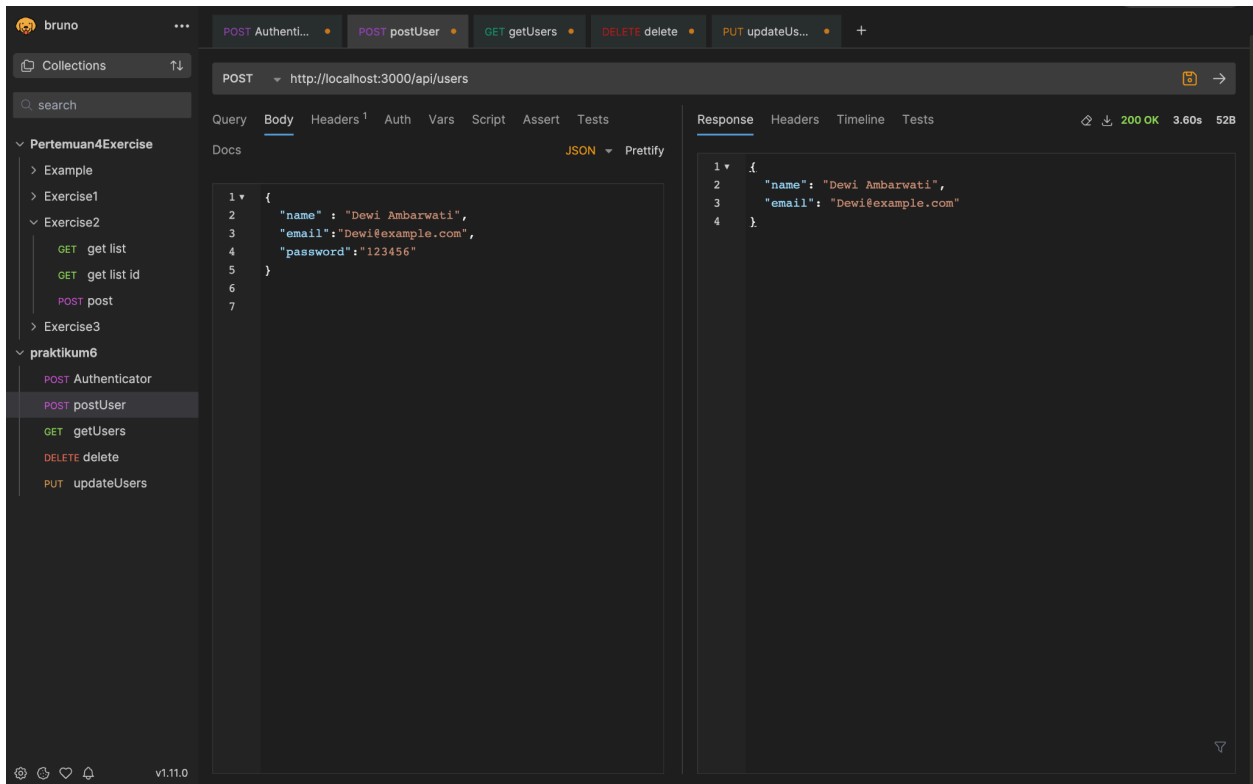 bruno
Collections
search
Pertemuan4Exercise
Example
Exercise1
Exercise2
GET get list
GET get list id
POST post
Exercise3
praktikum6
POST Authenticator
POST postUser
GET getUsers
DELETE delete
PUT updateUsers
v1.11.0
POST Authenti...
POST postUser
GET getUsers
DELETE delete
PUT updateUs...
+
POST http://localhost:3000/api/users
Query Body Headers 1 Auth Vars Script Assert Tests
Docs
JSON Prettify
1 {
2 "name" : "Dewi Ambarwati",
3 "email":"Dewi@example.com",
4 "password":"123456"
5 }
6
7
Response Headers Timeline Tests
200 OK 3.60s 52B
1 {
2 "name": "Dewi Ambarwati",
3 "email": "Dewi@example.com"
4 }